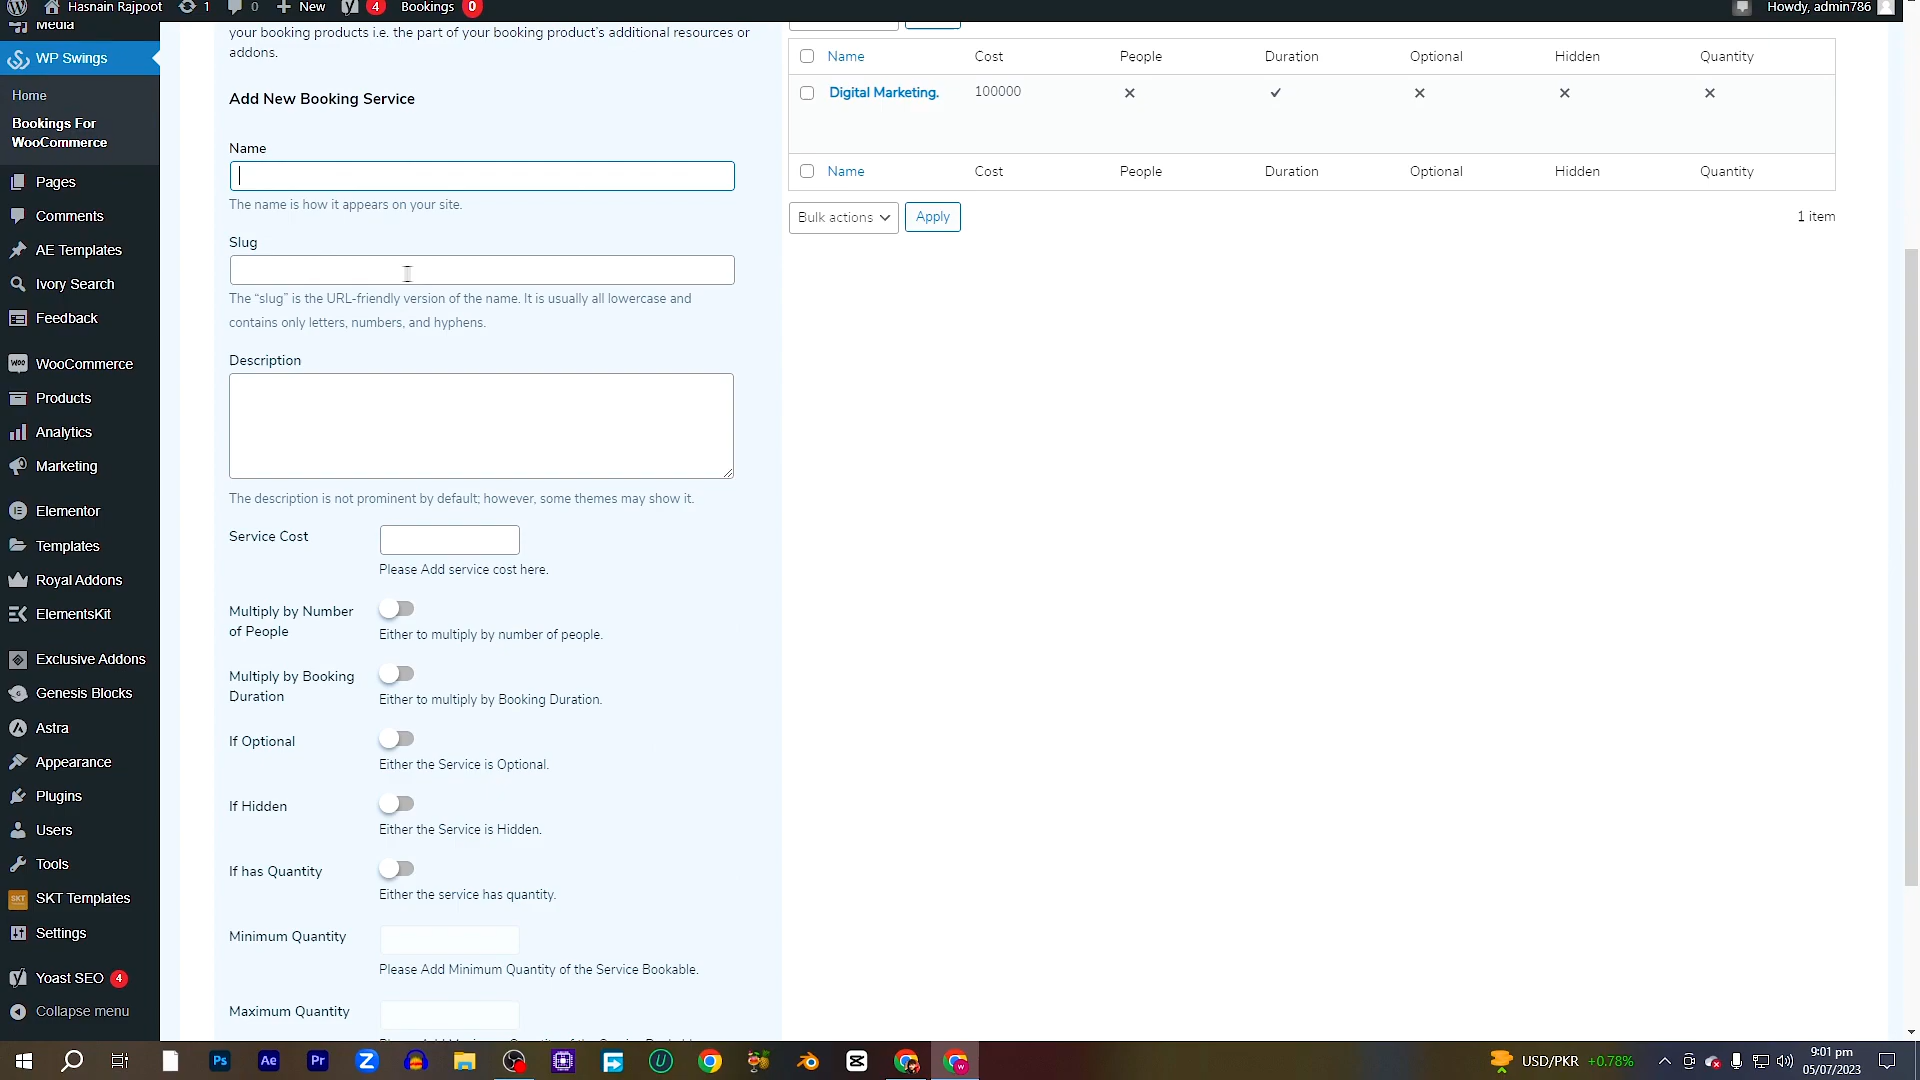 Hasnain Rajpoot 1 0 New 4 Bookings 0 Howdy, admin786
Media
WP Swings
Home
Bookings For
WooCommerce
Pages
Comments
AE Templates
Ivory Search
Feedback
WooCommerce
Products
Analytics
Marketing
Elementor
Templates
Royal Addons
ElementsKit
Exclusive Addons
Genesis Blocks
Astra
Appearance
Plugins
Users
Tools
SKT Templates
Settings
Yoast SEO 4
Collapse menu
your booking products i.e. the part of your booking product's additional resources or
addons.
Add New Booking Service
Name
The name is how it appears on your site.
Slug
The “slug” is the URL-friendly version of the name. It is usually all lowercase and
contains only letters, numbers, and hyphens.
Description
The description is not prominent by default; however, some themes may show it.
Service Cost
Please Add service cost here.
Multiply by Number
of People
Either to multiply by number of people.
Multiply by Booking
Duration
Either to multiply by Booking Duration.
If Optional
Either the Service is Optional.
If Hidden
Either the Service is Hidden.
If has Quantity
Either the service has quantity.
Minimum Quantity
Please Add Minimum Quantity of the Service Bookable.
Maximum Quantity
Name Cost People Duration Optional Hidden Quantity
Digital Marketing. 100000
Name Cost People Duration Optional Hidden Quantity
Bulk actions Apply 1 item
USD/PKR +0.78%
9:01 pm
05/07/2023